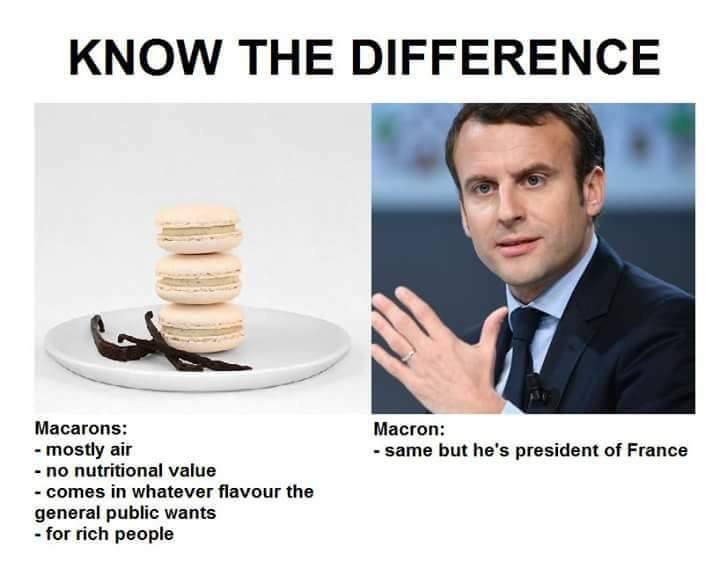 KNOW THE DIFFERENCE
Macarons:
- mostly air
- no nutritional value
- comes in whatever flavour the
general public wants
- for rich people
Macron:
- same but he's president of France